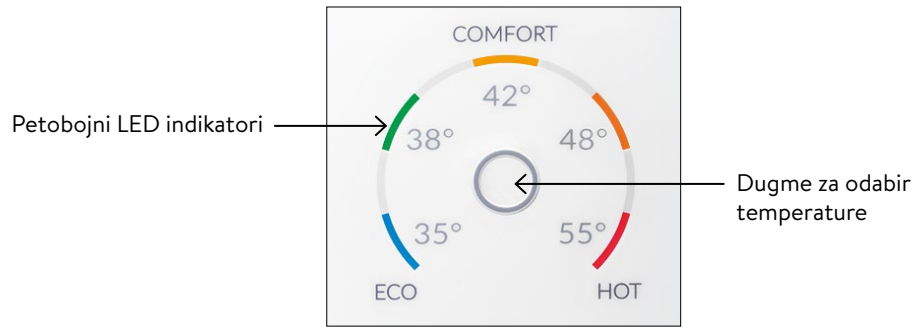 COMFORT
42°
Petobojni LED indikatori
38°
48°
Dugme za odabir
temperature
35°
55°
ECO
HOT